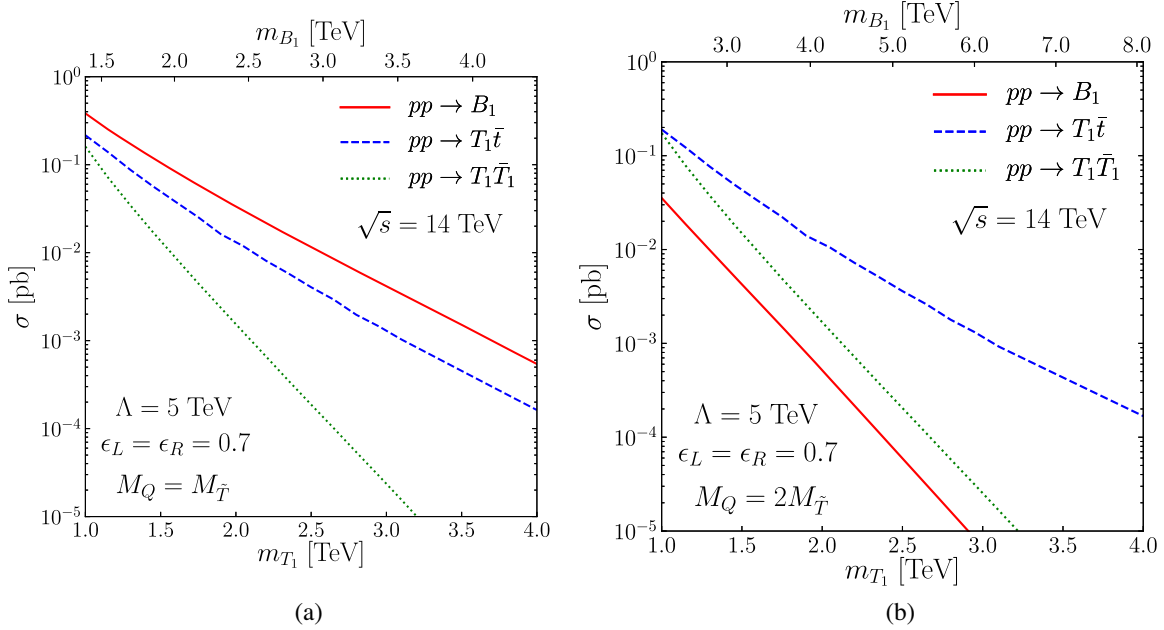 m_{B_1} [TeV]
1.5 2.0 2.5 3.0 3.5 4.0
10^0
10^{-1}
10^{-2}
10^{-3}
10^{-4}
10^{-5}
σ [pb]
pp → B_1
pp → T_1 t̄
pp → T_1 T̄_1
√s = 14 TeV
Λ = 5 TeV
ϵ_L = ϵ_R = 0.7
M_Q = M_{T̃}
1.0 1.5 2.0 2.5 3.0 3.5 4.0
m_{T_1} [TeV]
(a)
m_{B_1} [TeV]
3.0 4.0 5.0 6.0 7.0 8.0
10^0
10^{-1}
10^{-2}
10^{-3}
10^{-4}
10^{-5}
σ [pb]
pp → B_1
pp → T_1 t̄
pp → T_1 T̄_1
√s = 14 TeV
Λ = 5 TeV
ϵ_L = ϵ_R = 0.7
M_Q = 2M_{T̃}
1.0 1.5 2.0 2.5 3.0 3.5 4.0
m_{T_1} [TeV]
(b)